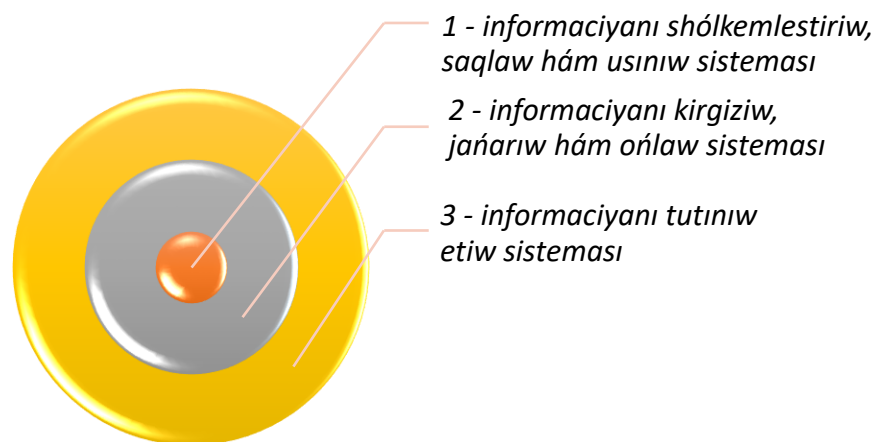 1 - informaciyanı shólkemlestiriw,
saqlaw hám usınıw sisteması
2 - informaciyanı kirgiziw,
jańarıw hám ońlaw sisteması
3 - informaciyanı tutınıw
etiw sisteması